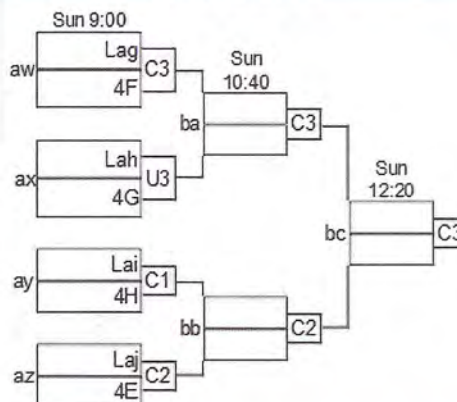 Sun 9:00
Lag
aw
C3
4F
Sun
10:40
ba
C3
Lah
ax
U3
4G
Sun
12:20
bc
C3
Lai
ay
C1
4H
bb
C2
Laj
az
C2
4E